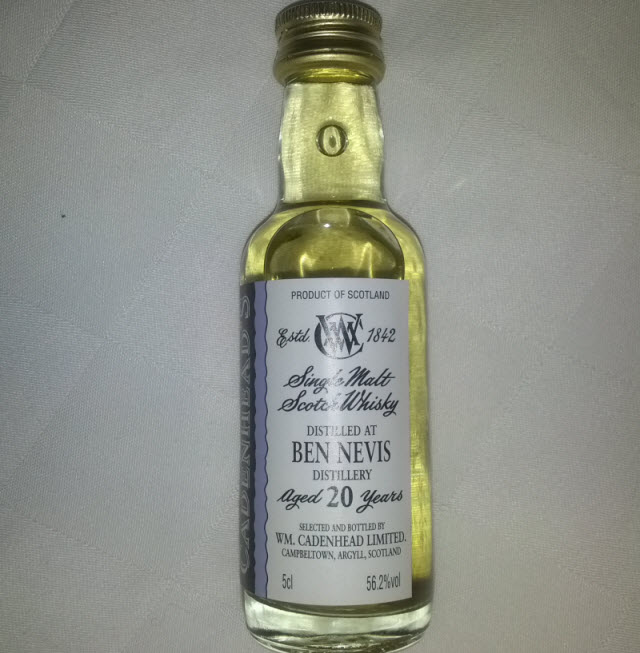 PRODUCT OF SCOTLAND
Estd. 1842
Single Malt
Scotch Whisky
DISTILLED AT
BEN NEVIS
DISTILLERY
Aged 20 Years
SELECTED AND BOTTLED BY
WM. CADENHEAD LIMITED.
CAMPBELTOWN, ARGYLL, SCOTLAND
5cl 56.2%vol
CADENHEAD'S